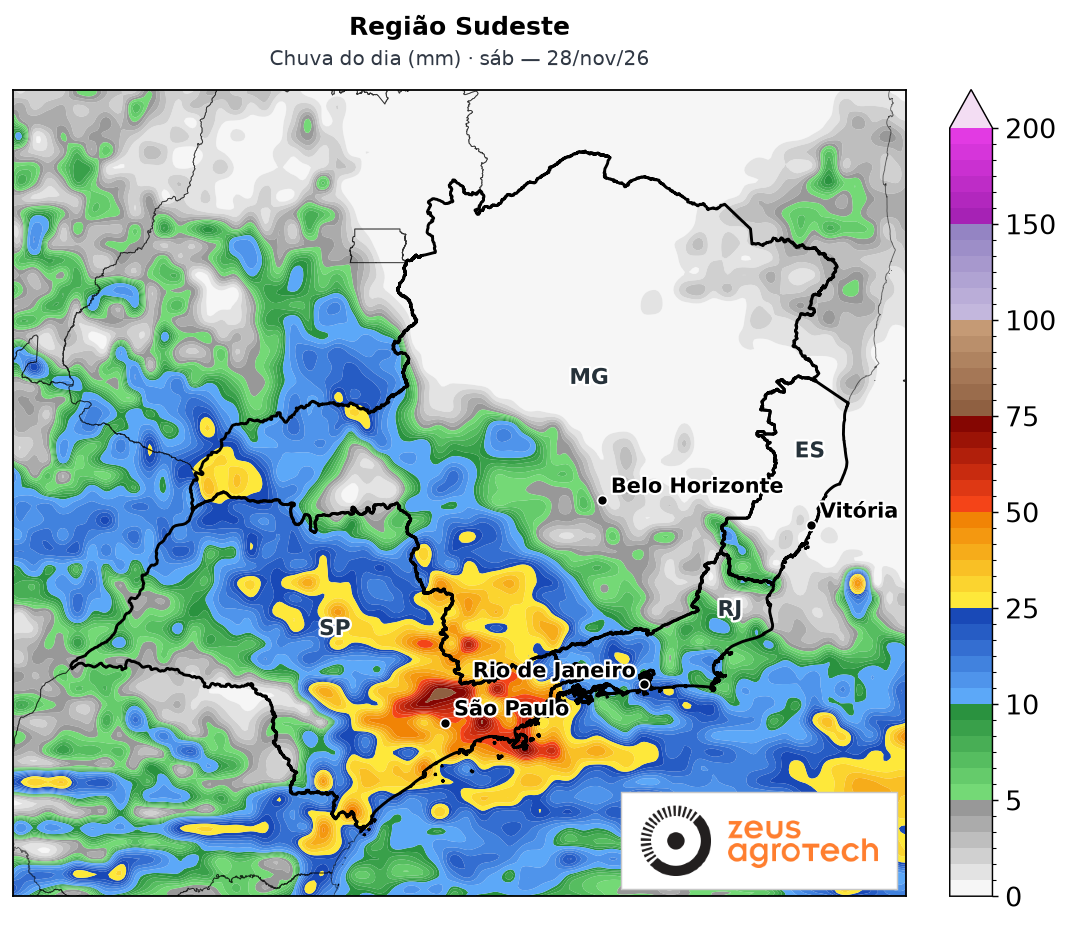 Região Sudeste
Chuva do dia (mm) · sáb — 28/nov/26
200
150
100
75
50
25
10
5
0
MG
ES
Belo Horizonte
Vitória
RJ
SP
Rio de Janeiro
São Paulo
zeus
agrotech